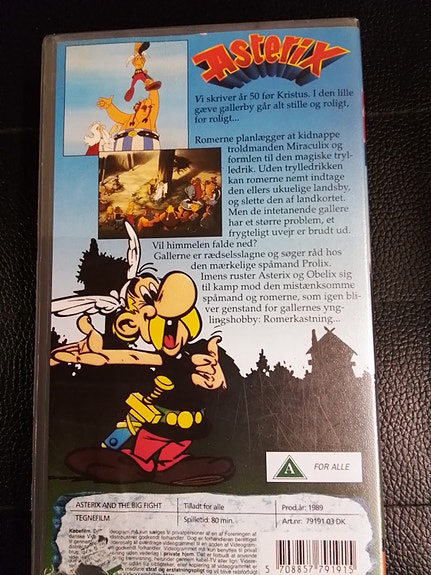 Asterix
Vi skriver år 50 før Kristus. I den lille
gæve gallerby går alt stille og roligt,
for roligt...
Romerne planlægger at kidnappe
troldmanden Miraculix og
formlen til den magiske tryl-
ledrik. Uden trylledrikken
kan romerne nemt indtage
den ellers ukuelige landsby,
og slette den af landkortet.
Men de intetanende gallere
har et større problem, et
frygteligt uvejr er brudt ud.
Vil himmelen falde ned?
Gallerne er rædselsslagne og søger råd hos
den mærkelige spåmand Prolix.
Imens ruster Asterix og Obelix sig
til kamp mod den mistænksomme
spåmand og romerne, som igen bli-
ver genstand for gallernes yng-
lingshobby: Romerkastning...
A
FOR ALLE
ASTERIX AND THE BIG FIGHT
Tilladt for alle
Prod.år: 1989
TEGNEFILM
Spilletid: 80 min.
Art.nr: 79191 03 DK
Købefilm.
5 708857 791915